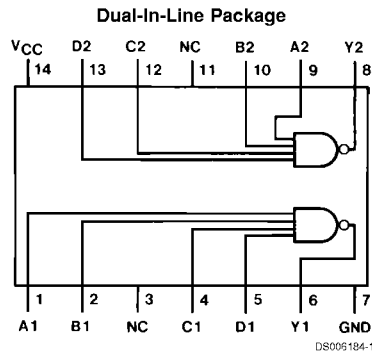 Dual-In-Line Package
VCC D2 C2 NC B2 A2 Y2
14 13 12 11 10 9 8
1 2 3 4 5 6 7
A1 B1 NC C1 D1 Y1 GND
DS006184-1